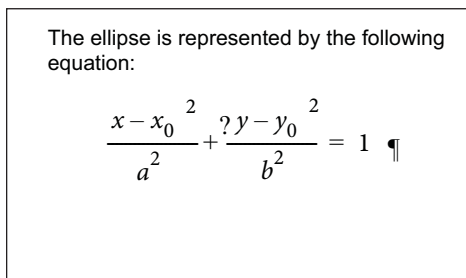 The ellipse is represented by the following
equation:
x – x₀ ² / a² + ? y – y₀ ² / b² = 1 ¶